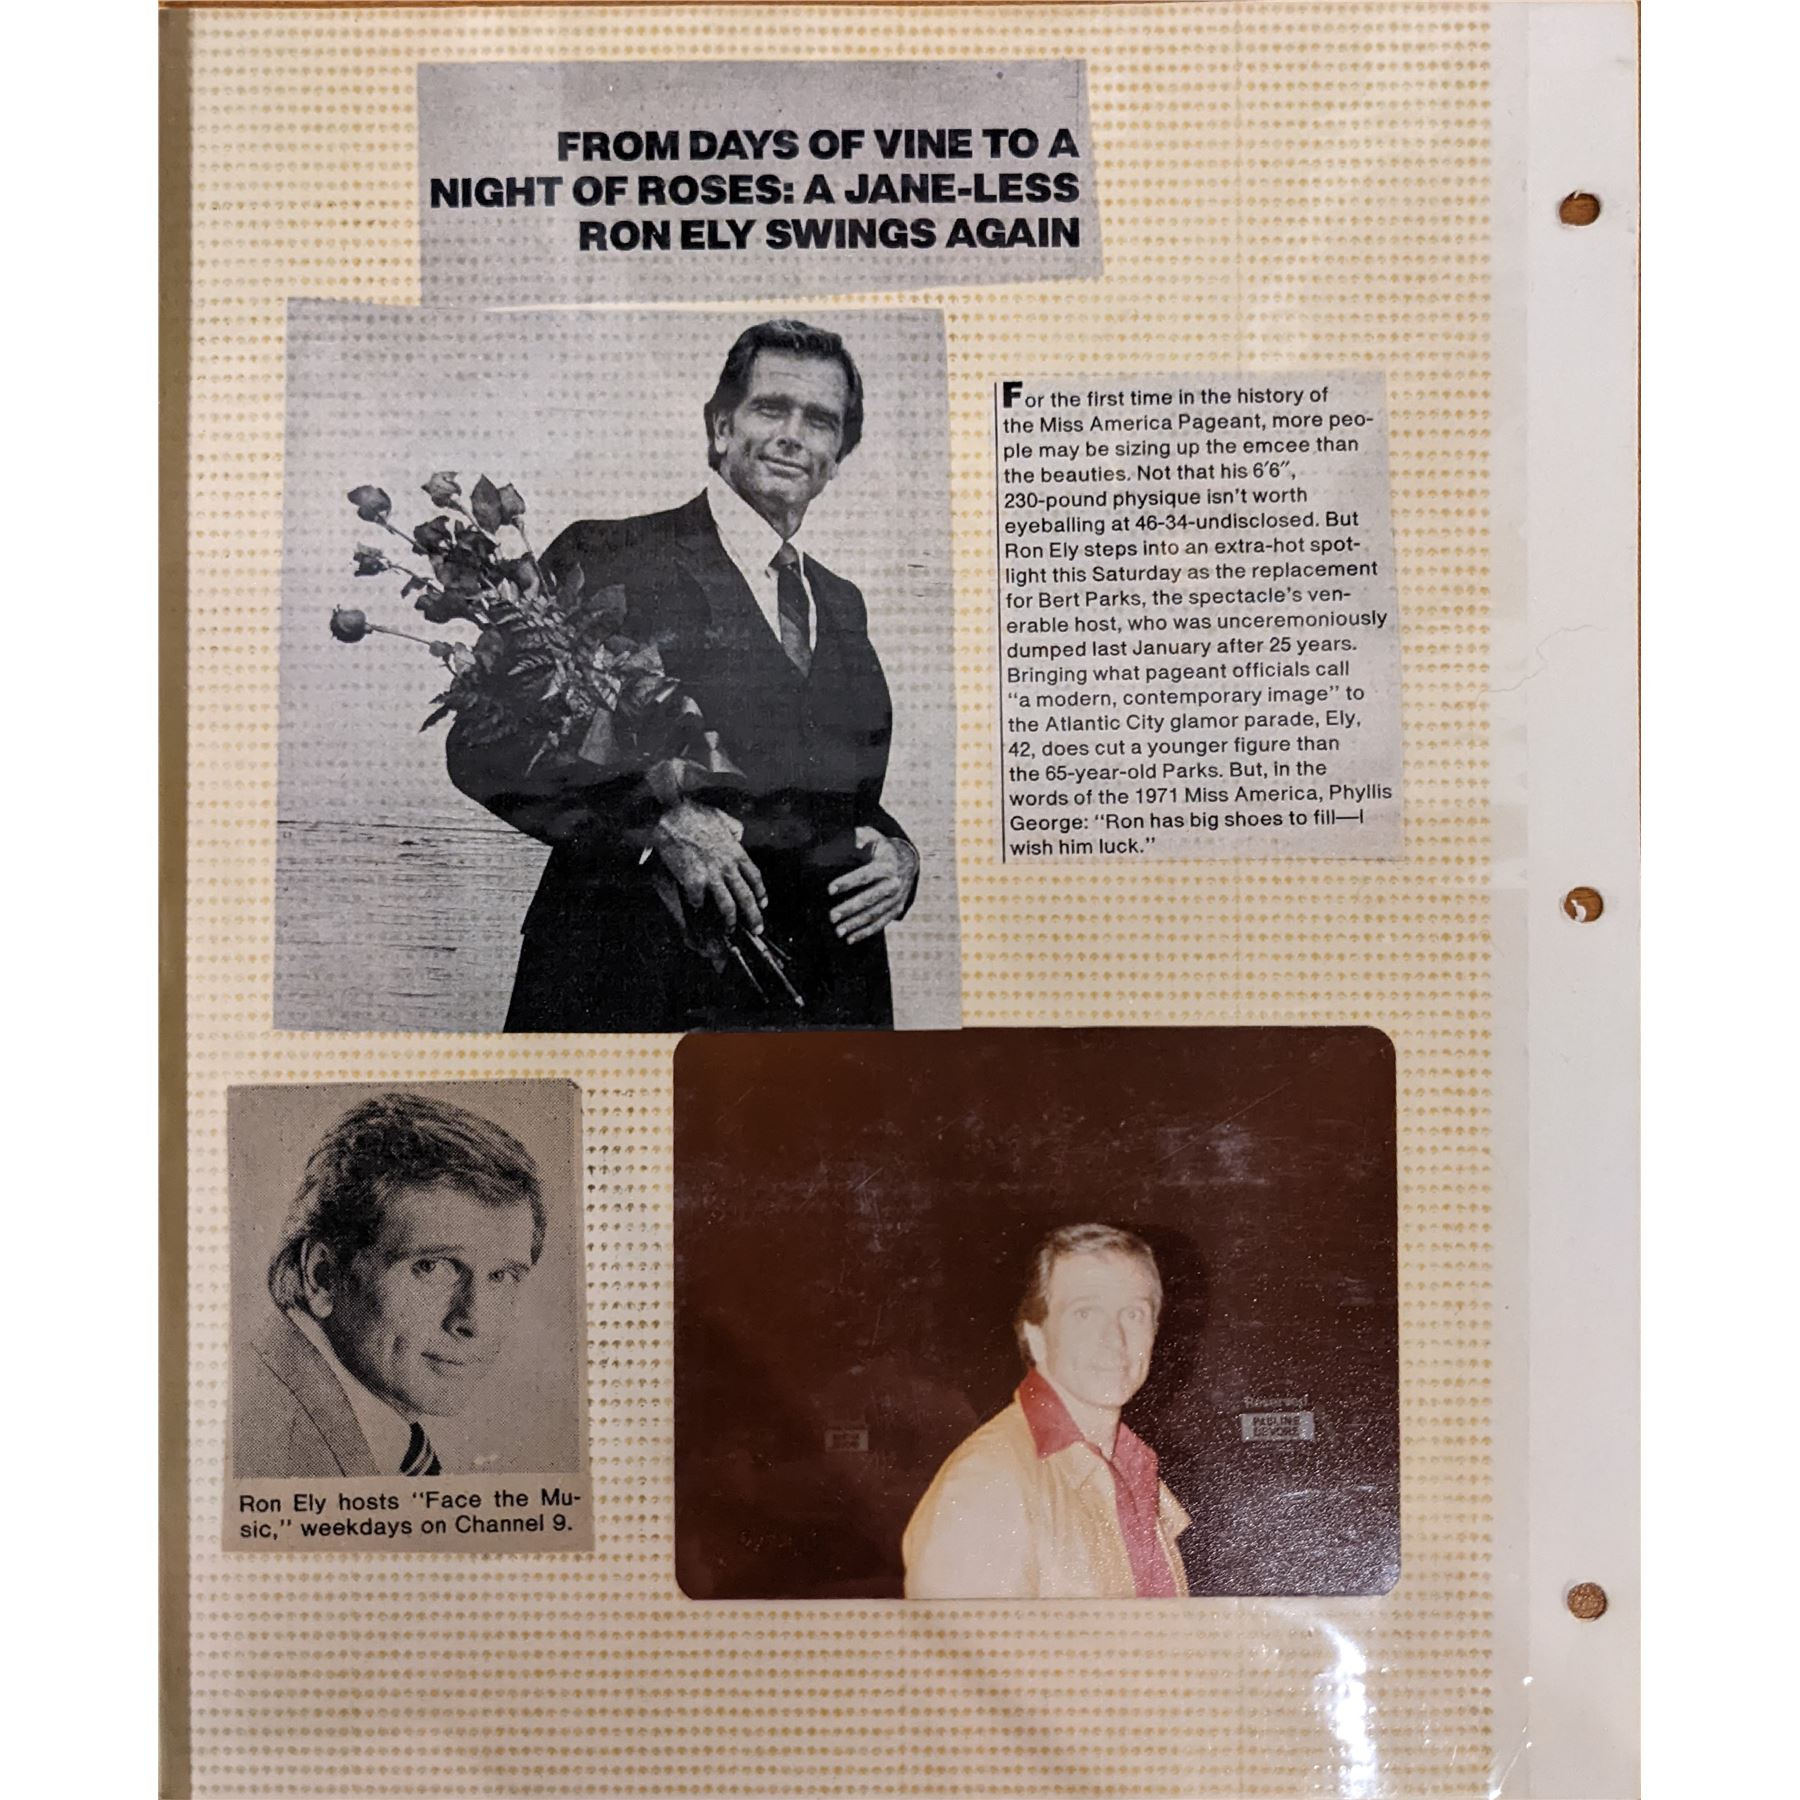 FROM DAYS OF VINE TO A
NIGHT OF ROSES: A JANE-LESS
RON ELY SWINGS AGAIN
For the first time in the history of
the Miss America Pageant, more peo-
ple may be sizing up the emcee than
the beauties. Not that his 6′6″,
230-pound physique isn't worth
eyeballing at 46-34-undisclosed. But
Ron Ely steps into an extra-hot spot-
light this Saturday as the replacement
for Bert Parks, the spectacle's ven-
erable host, who was unceremoniously
dumped last January after 25 years.
Bringing what pageant officials call
"a modern, contemporary image" to
the Atlantic City glamor parade, Ely,
42, does cut a younger figure than
the 65-year-old Parks. But, in the
words of the 1971 Miss America, Phyllis
George: "Ron has big shoes to fill—I
wish him luck."
Ron Ely hosts "Face the Mu-
sic," weekdays on Channel 9.
Reserved
PAULINE
DEVORE